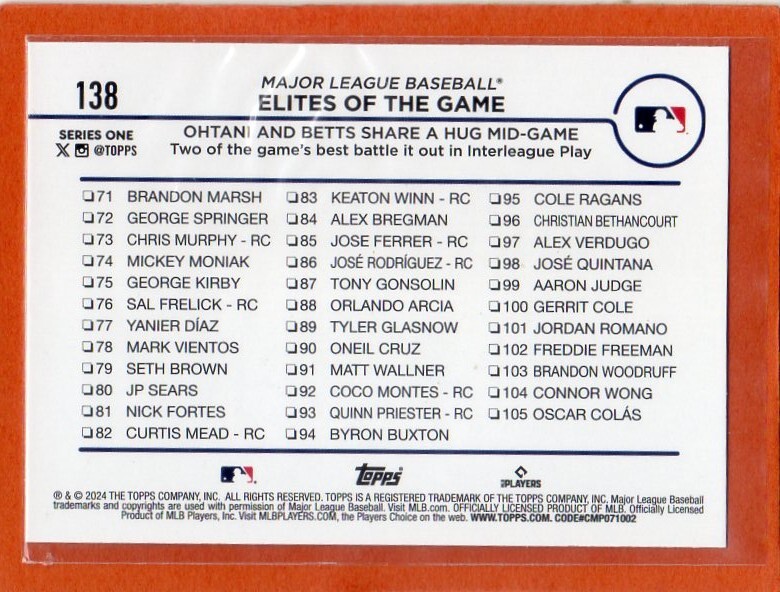 138
MAJOR LEAGUE BASEBALL®
ELITES OF THE GAME
SERIES ONE
X @TOPPS
OHTANI AND BETTS SHARE A HUG MID-GAME
Two of the game's best battle it out in Interleague Play
71 BRANDON MARSH
72 GEORGE SPRINGER
73 CHRIS MURPHY - RC
74 MICKEY MONIAK
75 GEORGE KIRBY
76 SAL FRELICK - RC
77 YANIER DÍAZ
78 MARK VIENTOS
79 SETH BROWN
80 JP SEARS
81 NICK FORTES
82 CURTIS MEAD - RC
83 KEATON WINN - RC
84 ALEX BREGMAN
85 JOSE FERRER - RC
86 JOSÉ RODRÍGUEZ - RC
87 TONY GONSOLIN
88 ORLANDO ARCIA
89 TYLER GLASNOW
90 ONEIL CRUZ
91 MATT WALLNER
92 COCO MONTES - RC
93 QUINN PRIESTER - RC
94 BYRON BUXTON
95 COLE RAGANS
96 CHRISTIAN BETHANCOURT
97 ALEX VERDUGO
98 JOSÉ QUINTANA
99 AARON JUDGE
100 GERRIT COLE
101 JORDAN ROMANO
102 FREDDIE FREEMAN
103 BRANDON WOODRUFF
104 CONNOR WONG
105 OSCAR COLÁS
topps
PLAYERS
® & © 2024 THE TOPPS COMPANY, INC. ALL RIGHTS RESERVED. TOPPS IS A REGISTERED TRADEMARK OF THE TOPPS COMPANY, INC. Major League Baseball
trademarks and copyrights are used with permission of Major League Baseball. Visit MLB.com. OFFICIALLY LICENSED PRODUCT OF MLB. Officially Licensed
Product of MLB Players, Inc. Visit MLBPLAYERS.COM, the Players Choice on the web. WWW.TOPPS.COM. CODE#CMP071002